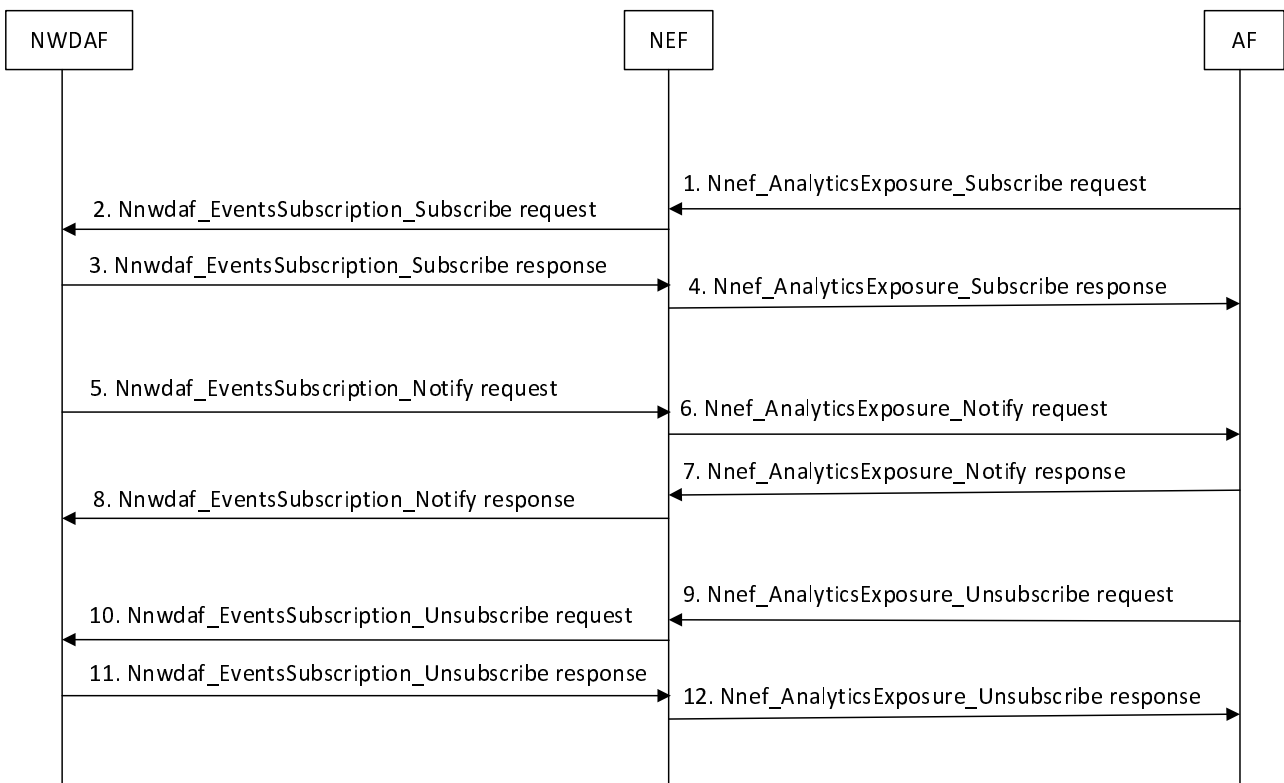 NWDAF
NEF
AF
1. Nnef_AnalyticsExposure_Subscribe request
2. Nnwdaf_EventsSubscription_Subscribe request
3. Nnwdaf_EventsSubscription_Subscribe response
4. Nnef_AnalyticsExposure_Subscribe response
5. Nnwdaf_EventsSubscription_Notify request
6. Nnef_AnalyticsExposure_Notify request
7. Nnef_AnalyticsExposure_Notify response
8. Nnwdaf_EventsSubscription_Notify response
9. Nnef_AnalyticsExposure_Unsubscribe request
10. Nnwdaf_EventsSubscription_Unsubscribe request
11. Nnwdaf_EventsSubscription_Unsubscribe response
12. Nnef_AnalyticsExposure_Unsubscribe response